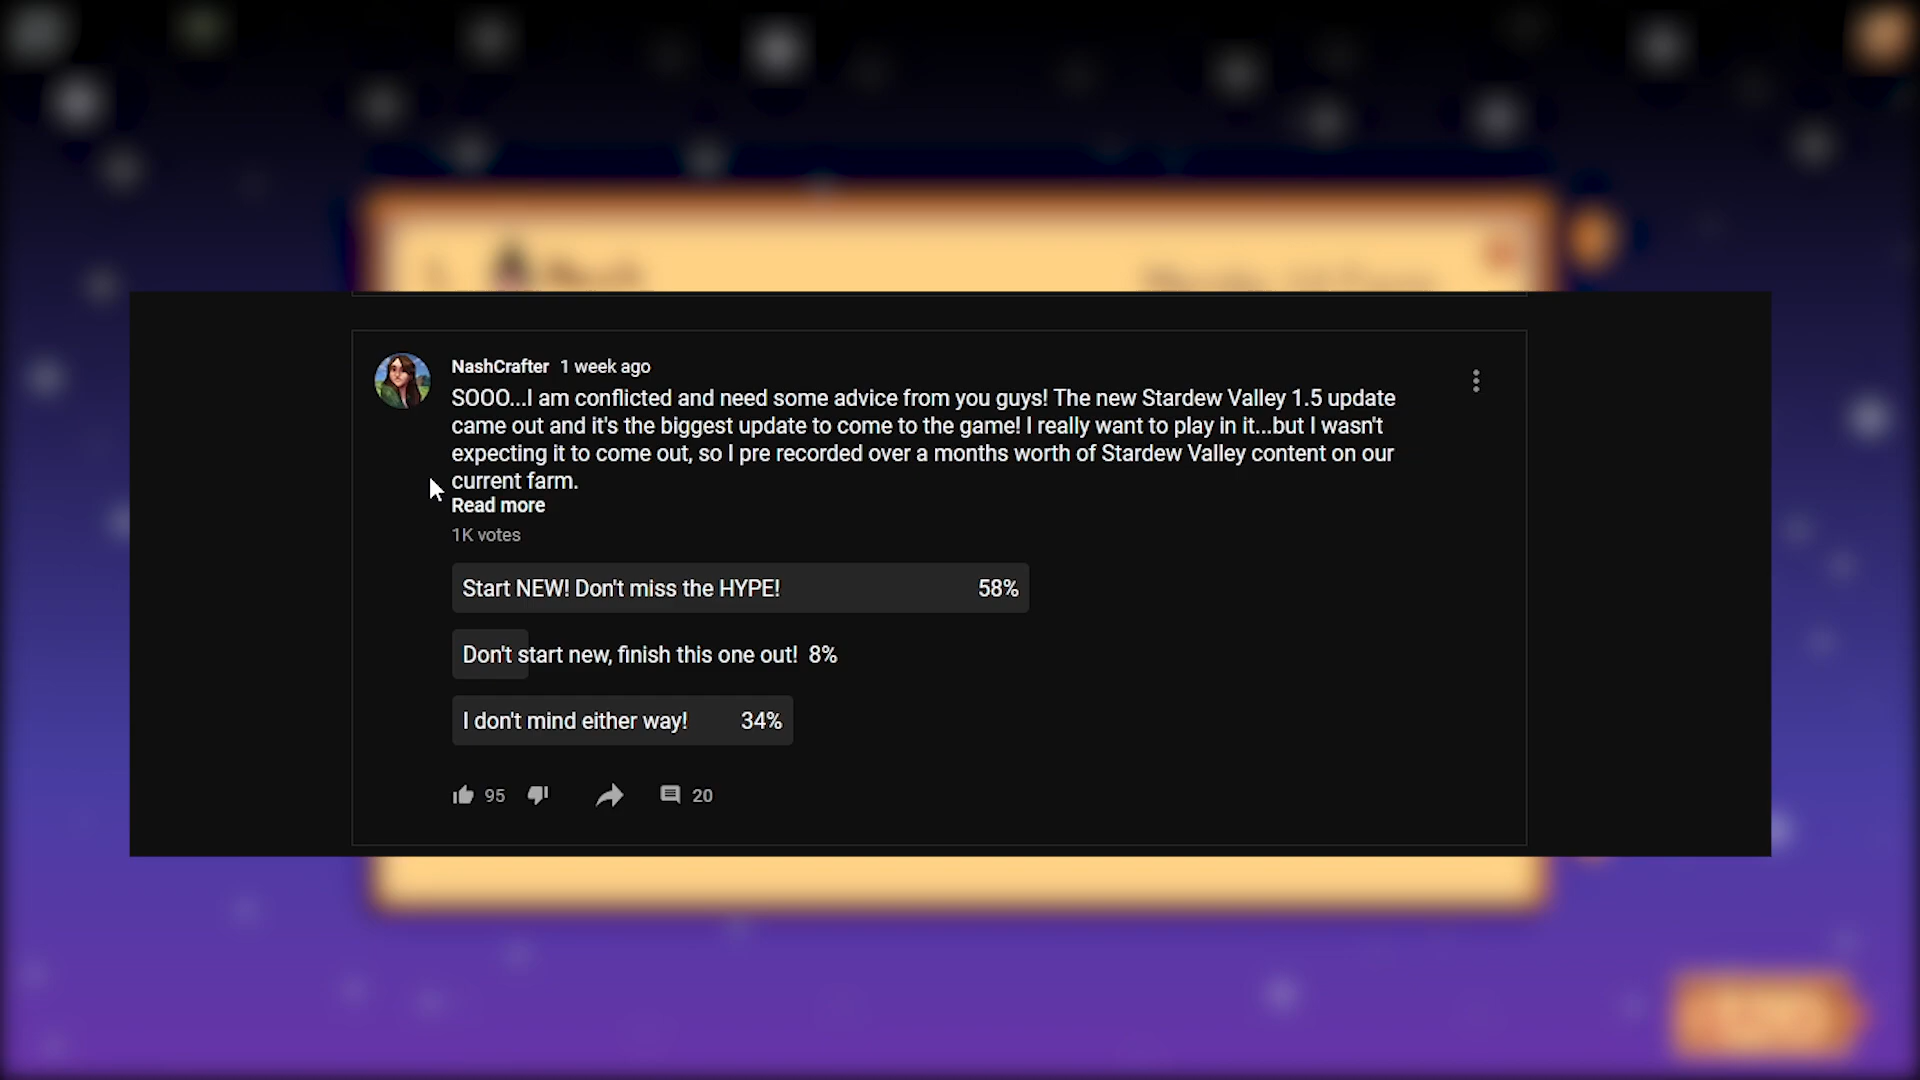 NashCrafter 1 week ago
SOOO...I am conflicted and need some advice from you guys! The new Stardew Valley 1.5 update
came out and it's the biggest update to come to the game! I really want to play in it...but I wasn't
expecting it to come out, so I pre recorded over a months worth of Stardew Valley content on our
current farm.
Read more
1K votes
Start NEW! Don't miss the HYPE! 58%
Don't start new, finish this one out! 8%
I don't mind either way! 34%
95 20